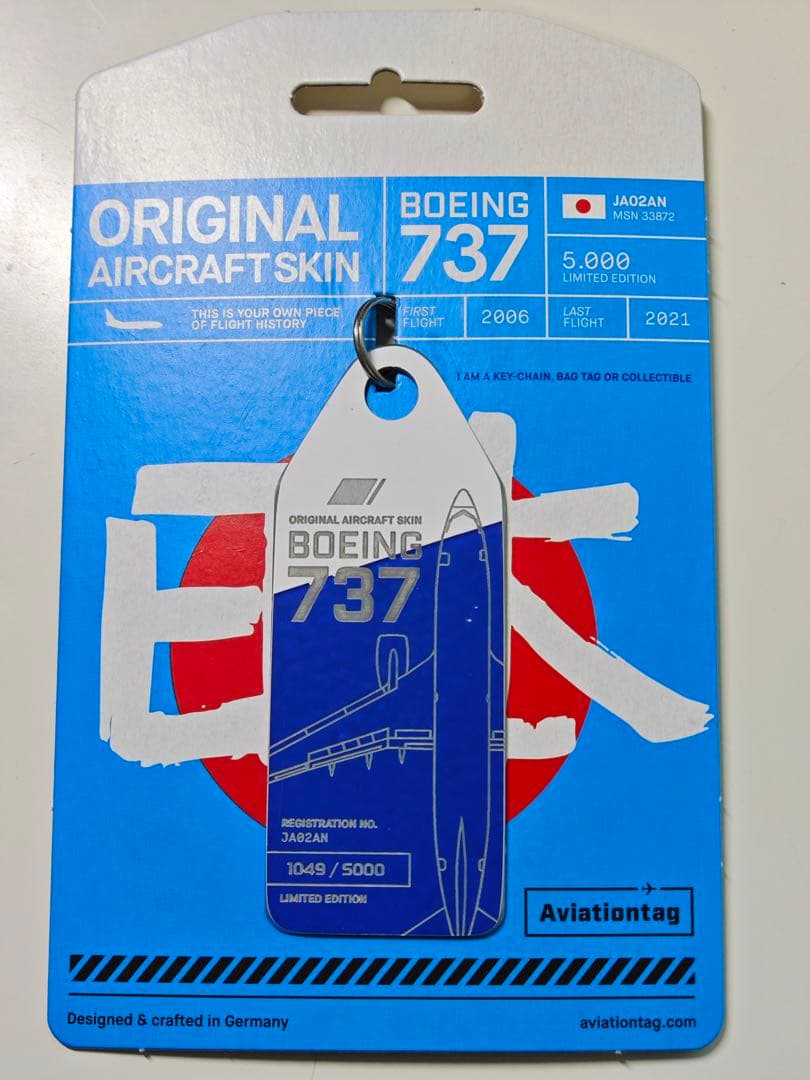 ORIGINAL
AIRCRAFT SKIN
BOEING
737
JA02AN
MSN 33872
5.000
LIMITED EDITION
THIS IS YOUR OWN PIECE
OF FLIGHT HISTORY
FIRST
FLIGHT
2006
LAST
FLIGHT
2021
I AM A KEY-CHAIN, BAG TAG OR COLLECTIBLE
ORIGINAL AIRCRAFT SKIN
BOEING
737
REGISTRATION NO.
JA02AN
1049 / 5000
LIMITED EDITION
Aviationtag
Designed & crafted in Germany
aviationtag.com